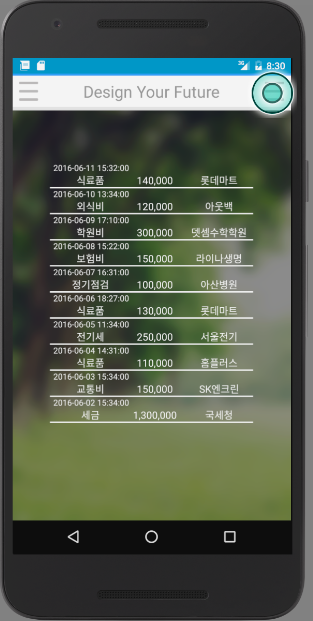 3G 8:30
Design Your Future
2016-06-11 15:32:00
식료품 140,000 롯데마트
2016-06-10 13:34:00
외식비 120,000 아웃백
2016-06-09 17:10:00
학원비 300,000 뎃셈수학학원
2016-06-08 15:22:00
보험비 150,000 라이나생명
2016-06-07 16:31:00
정기점검 100,000 아산병원
2016-06-06 18:27:00
식료품 130,000 롯데마트
2016-06-05 11:34:00
전기세 250,000 서울전기
2016-06-04 14:31:00
식료품 110,000 홈플러스
2016-06-03 15:34:00
교통비 150,000 SK엔크린
2016-06-02 15:34:00
세금 1,300,000 국세청